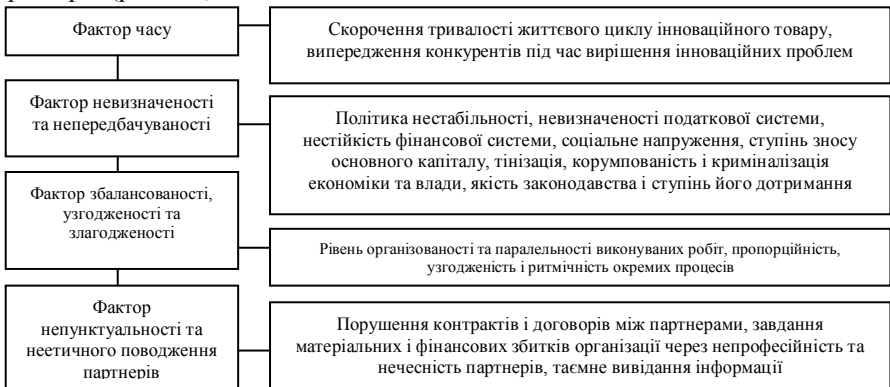 Фактор часу
Скорочення тривалості життєвого циклу інноваційного товару,
випередження конкурентів під час вирішення інноваційних проблем
Фактор невизначеності
та непередбачуваності
Політика нестабільності, невизначеності податкової системи,
нестійкість фінансової системи, соціальне напруження, ступінь зносу
основного капіталу, тінізація, корумпованість і криміналізація
економіки та влади, якість законодавства і ступінь його дотримання
Фактор збалансованості,
узгодженості та
злагодженості
Рівень організованості та паралельності виконуваних робіт, пропорційність,
узгодженість і ритмічність окремих процесів
Фактор
непунктуальності та
неетичного поводження
партнерів
Порушення контрактів і договорів між партнерами, завдання
матеріальних і фінансових збитків організації через непрофесійність та
нечесність партнерів, таємне вивідання інформації